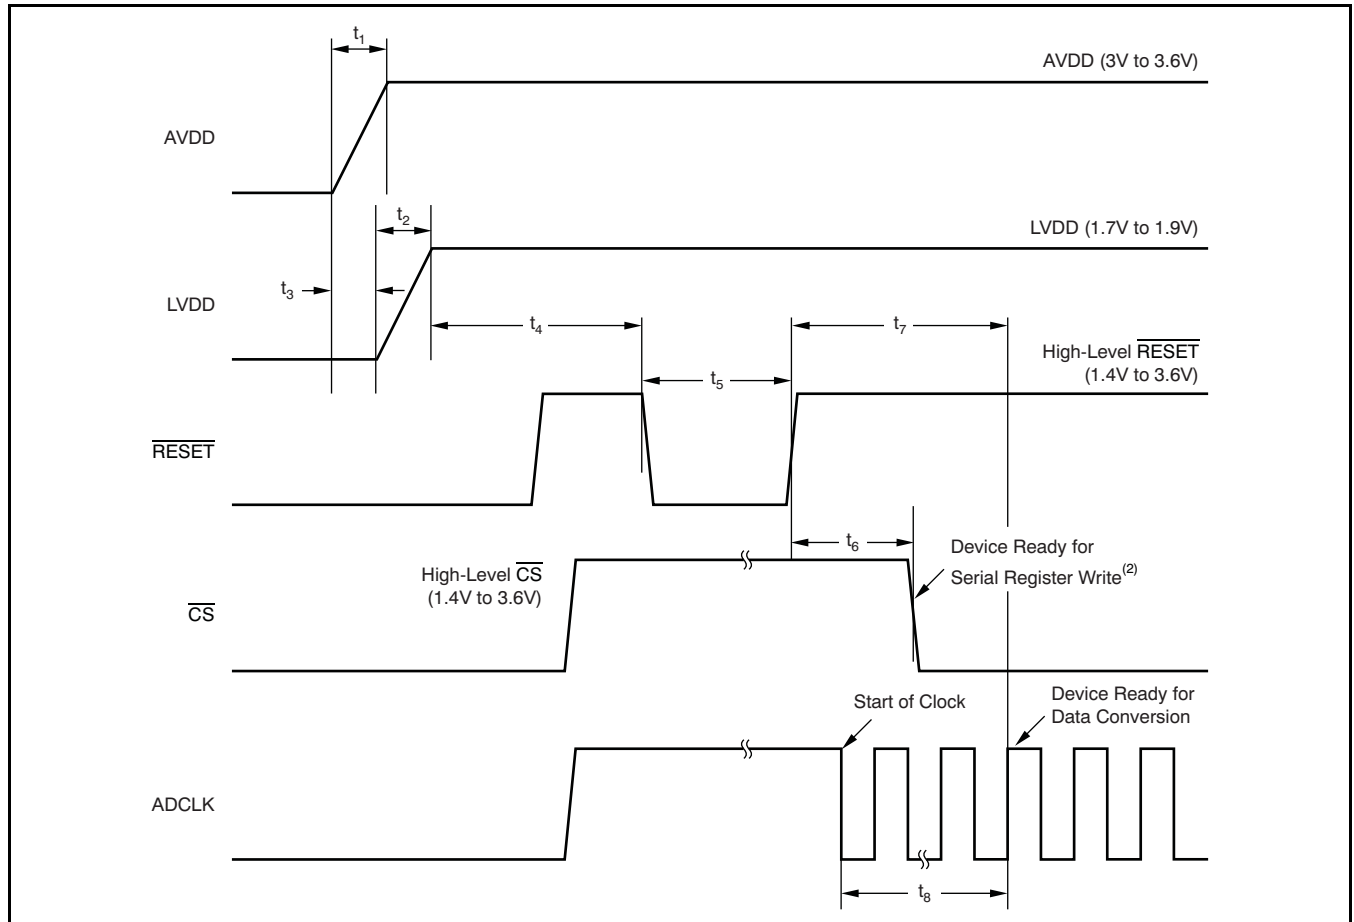 t1
AVDD (3V to 3.6V)
AVDD
t2
LVDD (1.7V to 1.9V)
t3
LVDD
t4
t7
High-Level RESET
(1.4V to 3.6V)
t5
RESET
t6
Device Ready for
Serial Register Write(2)
High-Level CS
(1.4V to 3.6V)
CS
Start of Clock
Device Ready for
Data Conversion
ADCLK
t8